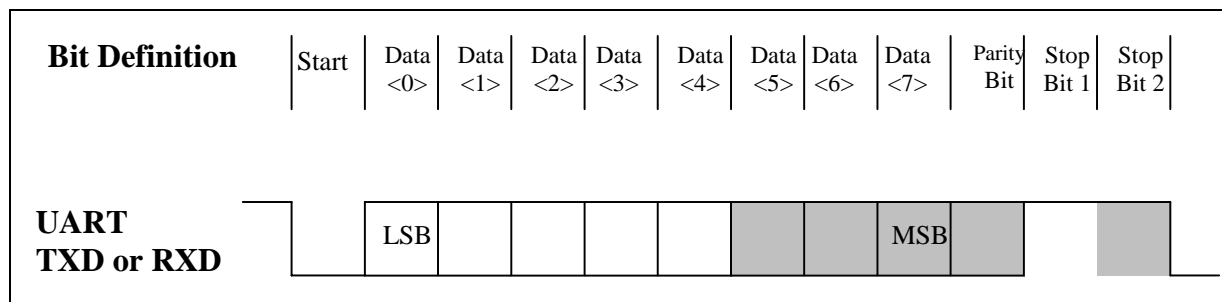 Bit Definition
Start Data Data Data Data Data Data Data Data Parity Stop Stop
<0> <1> <2> <3> <4> <5> <6> <7> Bit Bit 1 Bit 2
UART
LSB MSB
TXD or RXD